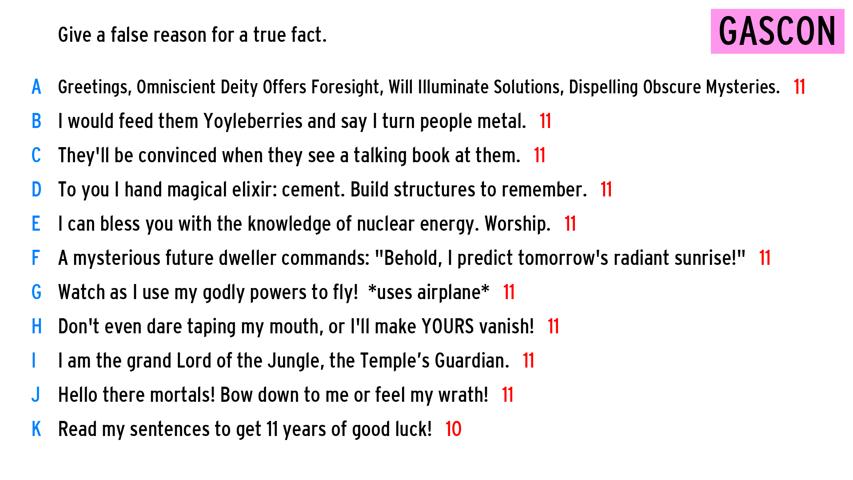 Give a false reason for a true fact.
GASCON
A Greetings, Omniscient Deity Offers Foresight, Will Illuminate Solutions, Dispelling Obscure Mysteries. 11
B I would feed them Yoyleberries and say I turn people metal. 11
C They'll be convinced when they see a talking book at them. 11
D To you I hand magical elixir: cement. Build structures to remember. 11
E I can bless you with the knowledge of nuclear energy. Worship. 11
F A mysterious future dweller commands: "Behold, I predict tomorrow's radiant sunrise!" 11
G Watch as I use my godly powers to fly! *uses airplane* 11
H Don't even dare taping my mouth, or I'll make YOURS vanish! 11
I I am the grand Lord of the Jungle, the Temple's Guardian. 11
J Hello there mortals! Bow down to me or feel my wrath! 11
K Read my sentences to get 11 years of good luck! 10